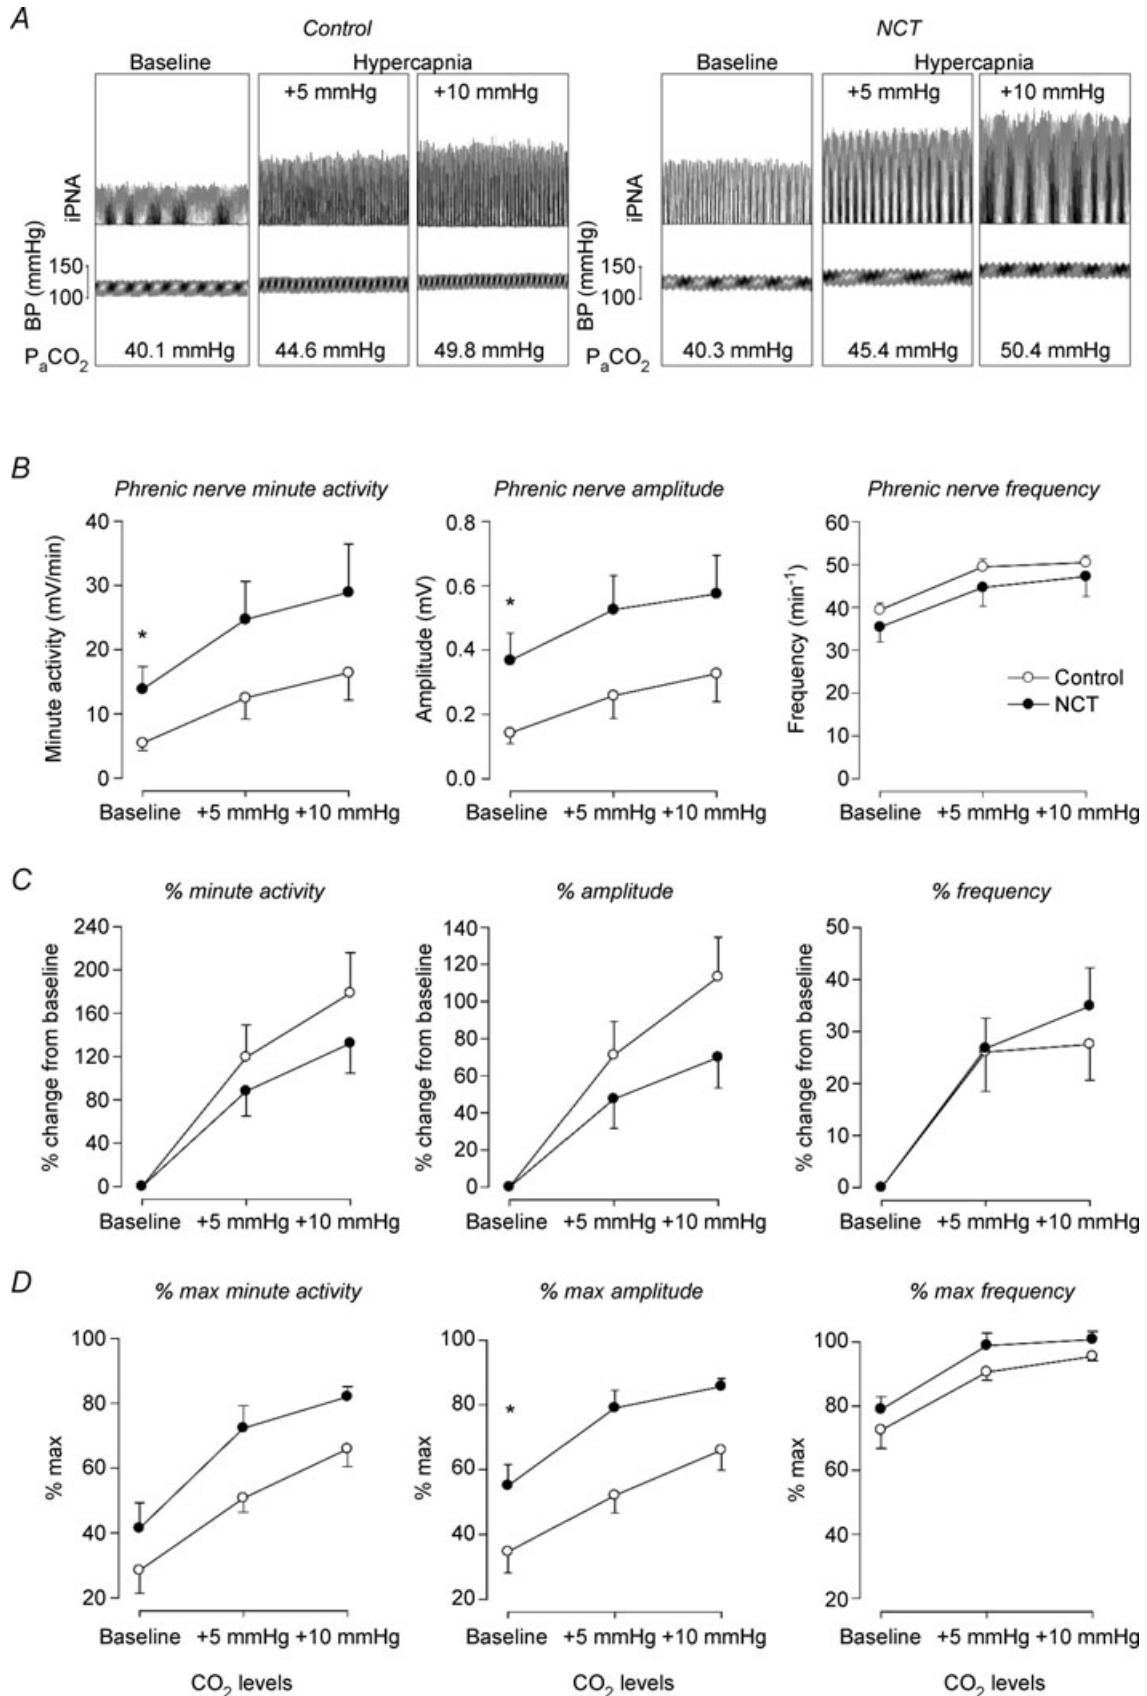 A
Control
NCT
Baseline
Hypercapnia
Baseline
Hypercapnia
+5 mmHg
+10 mmHg
+5 mmHg
+10 mmHg
iPNA
iPNA
BP (mmHg)
150
100
BP (mmHg)
150
100
PaCO2
40.1 mmHg
44.6 mmHg
49.8 mmHg
PaCO2
40.3 mmHg
45.4 mmHg
50.4 mmHg
B
Phrenic nerve minute activity
Minute activity (mV/min)
40
30
20
10
0
*
Baseline +5 mmHg +10 mmHg
Phrenic nerve amplitude
Amplitude (mV)
0.8
0.6
0.4
0.2
0.0
*
Baseline +5 mmHg +10 mmHg
Phrenic nerve frequency
Frequency (min-1)
60
50
40
30
20
10
0
Control
NCT
Baseline +5 mmHg +10 mmHg
C
% minute activity
% change from baseline
240
200
160
120
80
40
0
Baseline +5 mmHg +10 mmHg
% amplitude
% change from baseline
140
120
100
80
60
40
20
0
Baseline +5 mmHg +10 mmHg
% frequency
% change from baseline
50
40
30
20
10
0
Baseline +5 mmHg +10 mmHg
D
% max minute activity
% max
100
80
60
40
20
Baseline +5 mmHg +10 mmHg
CO2 levels
% max amplitude
% max
100
80
60
40
20
*
Baseline +5 mmHg +10 mmHg
CO2 levels
% max frequency
% max
100
80
60
40
20
Baseline +5 mmHg +10 mmHg
CO2 levels